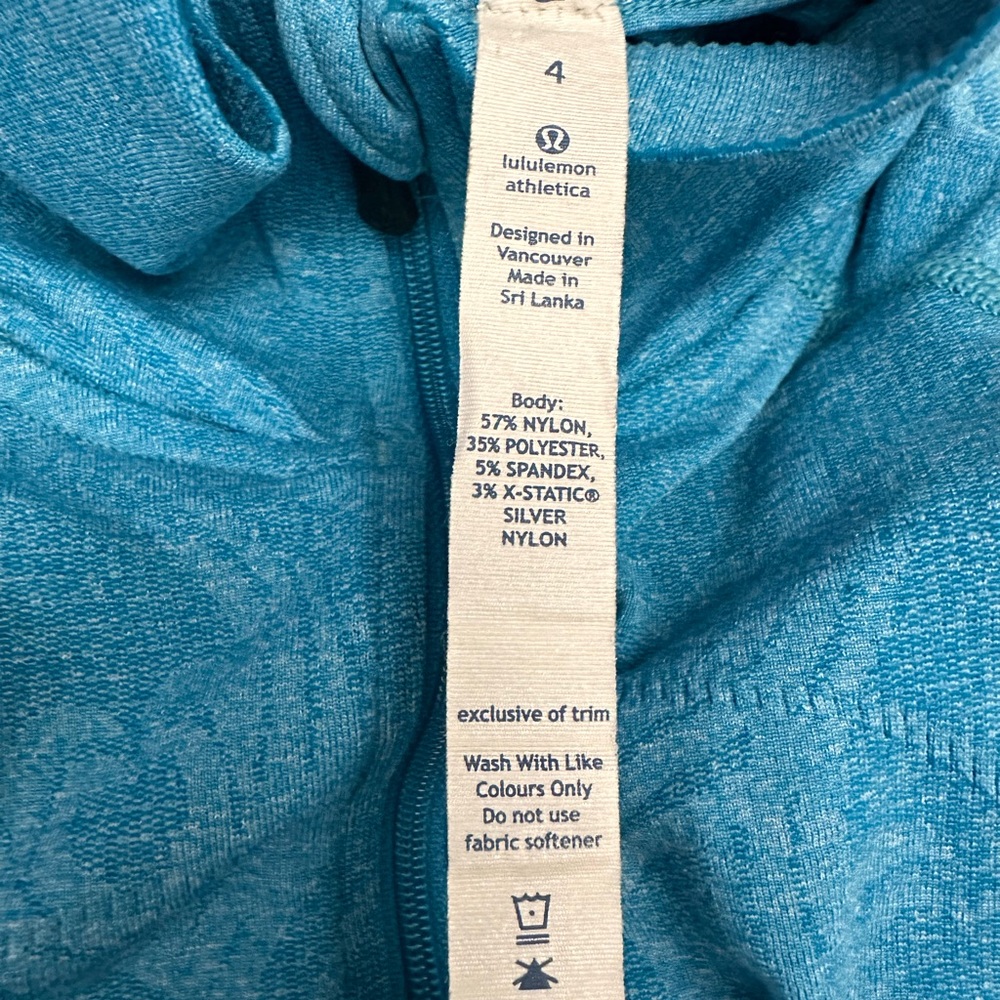 4
lululemon
athletica
Designed in
Vancouver
Made in
Sri Lanka
Body:
57% NYLON,
35% POLYESTER,
5% SPANDEX,
3% X-STATIC®
SILVER
NYLON
exclusive of trim
Wash With Like
Colours Only
Do not use
fabric softener